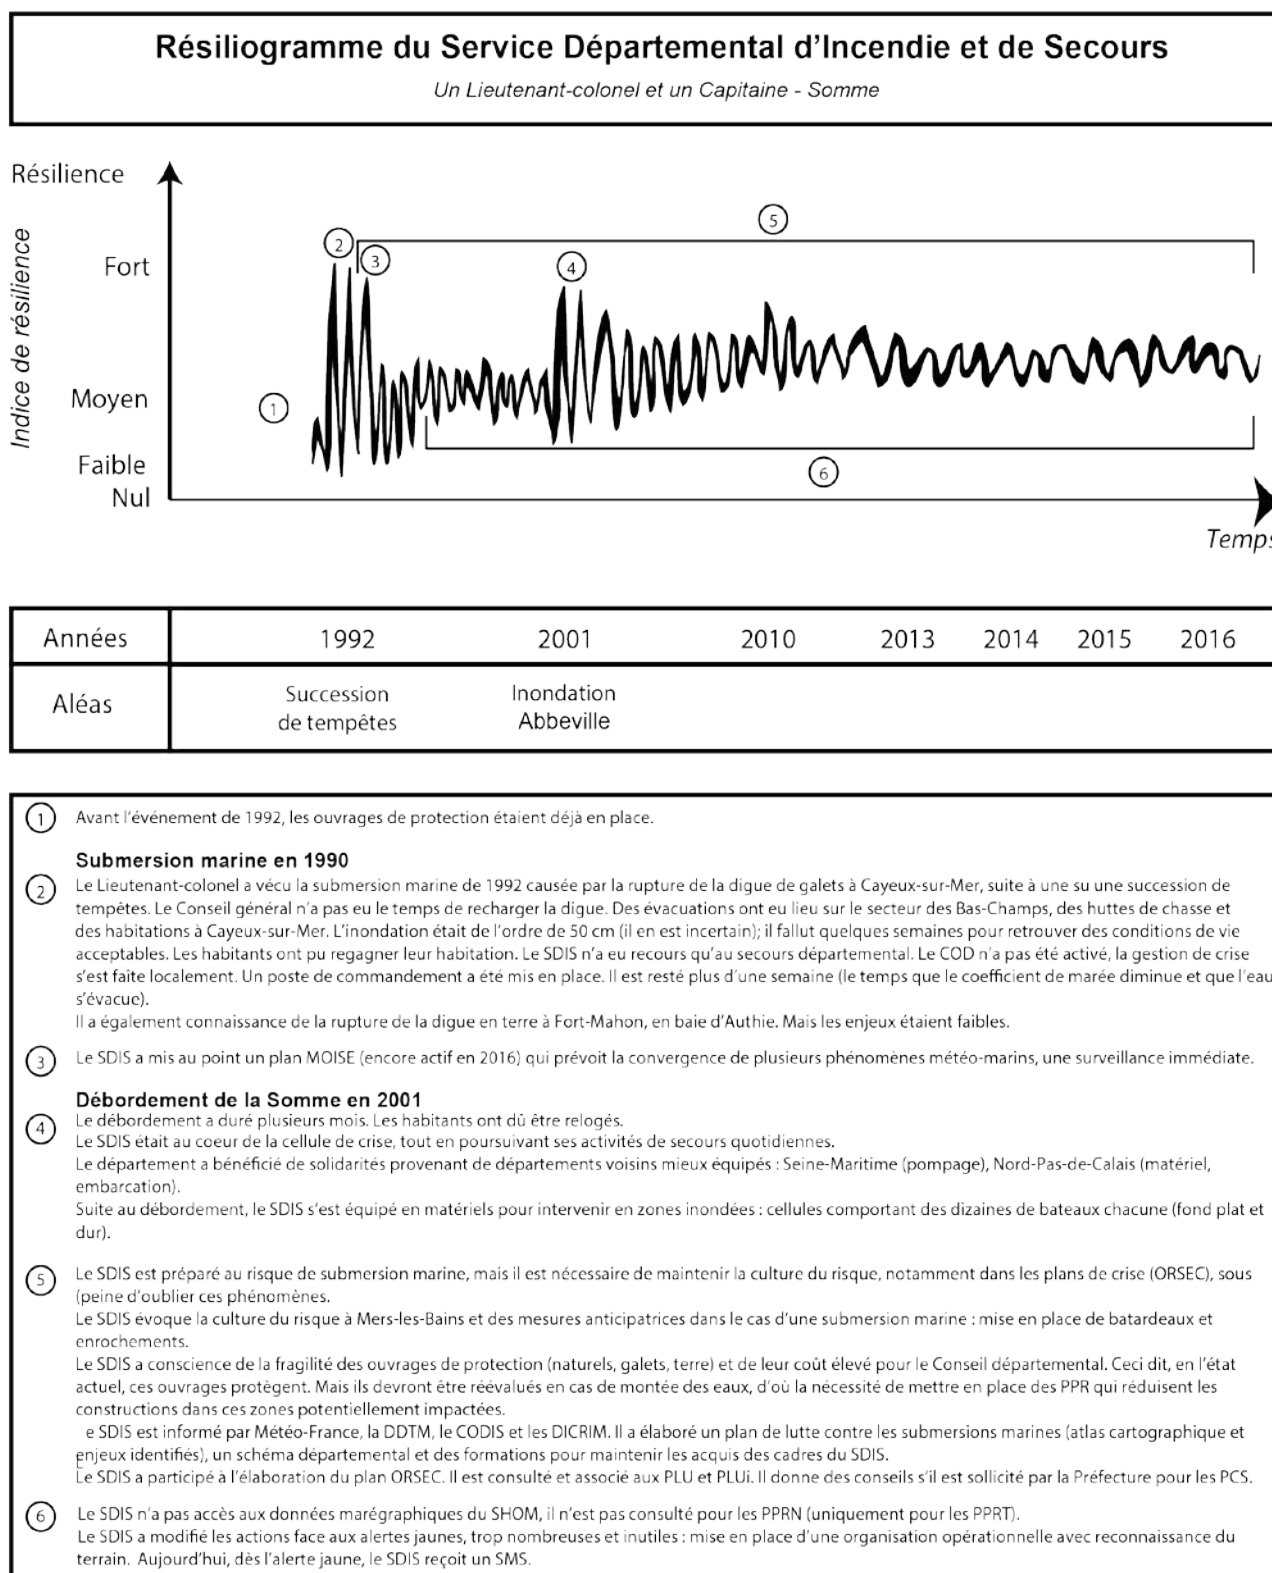 Résiliogramme du Service Départemental d'Incendie et de Secours
Un Lieutenant-colonel et un Capitaine - Somme
Résilience
Indice de résilience
Fort
Moyen
Faible
Nul
1
2
3
4
5
6
Temps
Années 1992 2001 2010 2013 2014 2015 2016
Aléas
Succession
de tempêtes
Inondation
Abbeville
1 Avant l'événement de 1992, les ouvrages de protection étaient déjà en place.
Submersion marine en 1990
2 Le Lieutenant-colonel a vécu la submersion marine de 1992 causée par la rupture de la digue de galets à Cayeux-sur-Mer, suite à une su une succession de
tempêtes. Le Conseil général n'a pas eu le temps de recharger la digue. Des évacuations ont eu lieu sur le secteur des Bas-Champs, des huttes de chasse et
des habitations à Cayeux-sur-Mer. L'inondation était de l'ordre de 50 cm (il en est incertain); il fallut quelques semaines pour retrouver des conditions de vie
acceptables. Les habitants ont pu regagner leur habitation. Le SDIS n'a eu recours qu'au secours départemental. Le COD n'a pas été activé, la gestion de crise
s'est faite localement. Un poste de commandement a été mis en place. Il est resté plus d'une semaine (le temps que le coefficient de marée diminue et que l'eau
s'évacue).
Il a également connaissance de la rupture de la digue en terre à Fort-Mahon, en baie d'Authie. Mais les enjeux étaient faibles.
3 Le SDIS a mis au point un plan MOISE (encore actif en 2016) qui prévoit la convergence de plusieurs phénomènes météo-marins, une surveillance immédiate.
Débordement de la Somme en 2001
4 Le débordement a duré plusieurs mois. Les habitants ont dû être relogés.
Le SDIS était au coeur de la cellule de crise, tout en poursuivant ses activités de secours quotidiennes.
Le département a bénéficié de solidarités provenant de départements voisins mieux équipés : Seine-Maritime (pompage), Nord-Pas-de-Calais (matériel,
embarcation).
Suite au débordement, le SDIS s'est équipé en matériels pour intervenir en zones inondées : cellules comportant des dizaines de bateaux chacune (fond plat et
dur).
5 Le SDIS est préparé au risque de submersion marine, mais il est nécessaire de maintenir la culture du risque, notamment dans les plans de crise (ORSEC), sous
(peine d'oublier ces phénomènes.
Le SDIS évoque la culture du risque à Mers-les-Bains et des mesures anticipatrices dans le cas d'une submersion marine : mise en place de batardeaux et
enrochements.
Le SDIS a conscience de la fragilité des ouvrages de protection (naturels, galets, terre) et de leur coût élevé pour le Conseil départemental. Ceci dit, en l'état
actuel, ces ouvrages protègent. Mais ils devront être réévalués en cas de montée des eaux, d'où la nécessité de mettre en place des PPR qui réduisent les
constructions dans ces zones potentiellement impactées.
e SDIS est informé par Météo-France, la DDTM, le CODIS et les DICRIM. Il a élaboré un plan de lutte contre les submersions marines (atlas cartographique et
enjeux identifiés), un schéma départemental et des formations pour maintenir les acquis des cadres du SDIS.
Le SDIS a participé à l'élaboration du plan ORSEC. Il est consulté et associé aux PLU et PLUi. Il donne des conseils s'il est sollicité par la Préfecture pour les PCS.
6 Le SDIS n'a pas accès aux données marégraphiques du SHOM, il n'est pas consulté pour les PPRN (uniquement pour les PPRT).
Le SDIS a modifié les actions face aux alertes jaunes, trop nombreuses et inutiles : mise en place d'une organisation opérationnelle avec reconnaissance du
terrain. Aujourd'hui, dès l'alerte jaune, le SDIS reçoit un SMS.